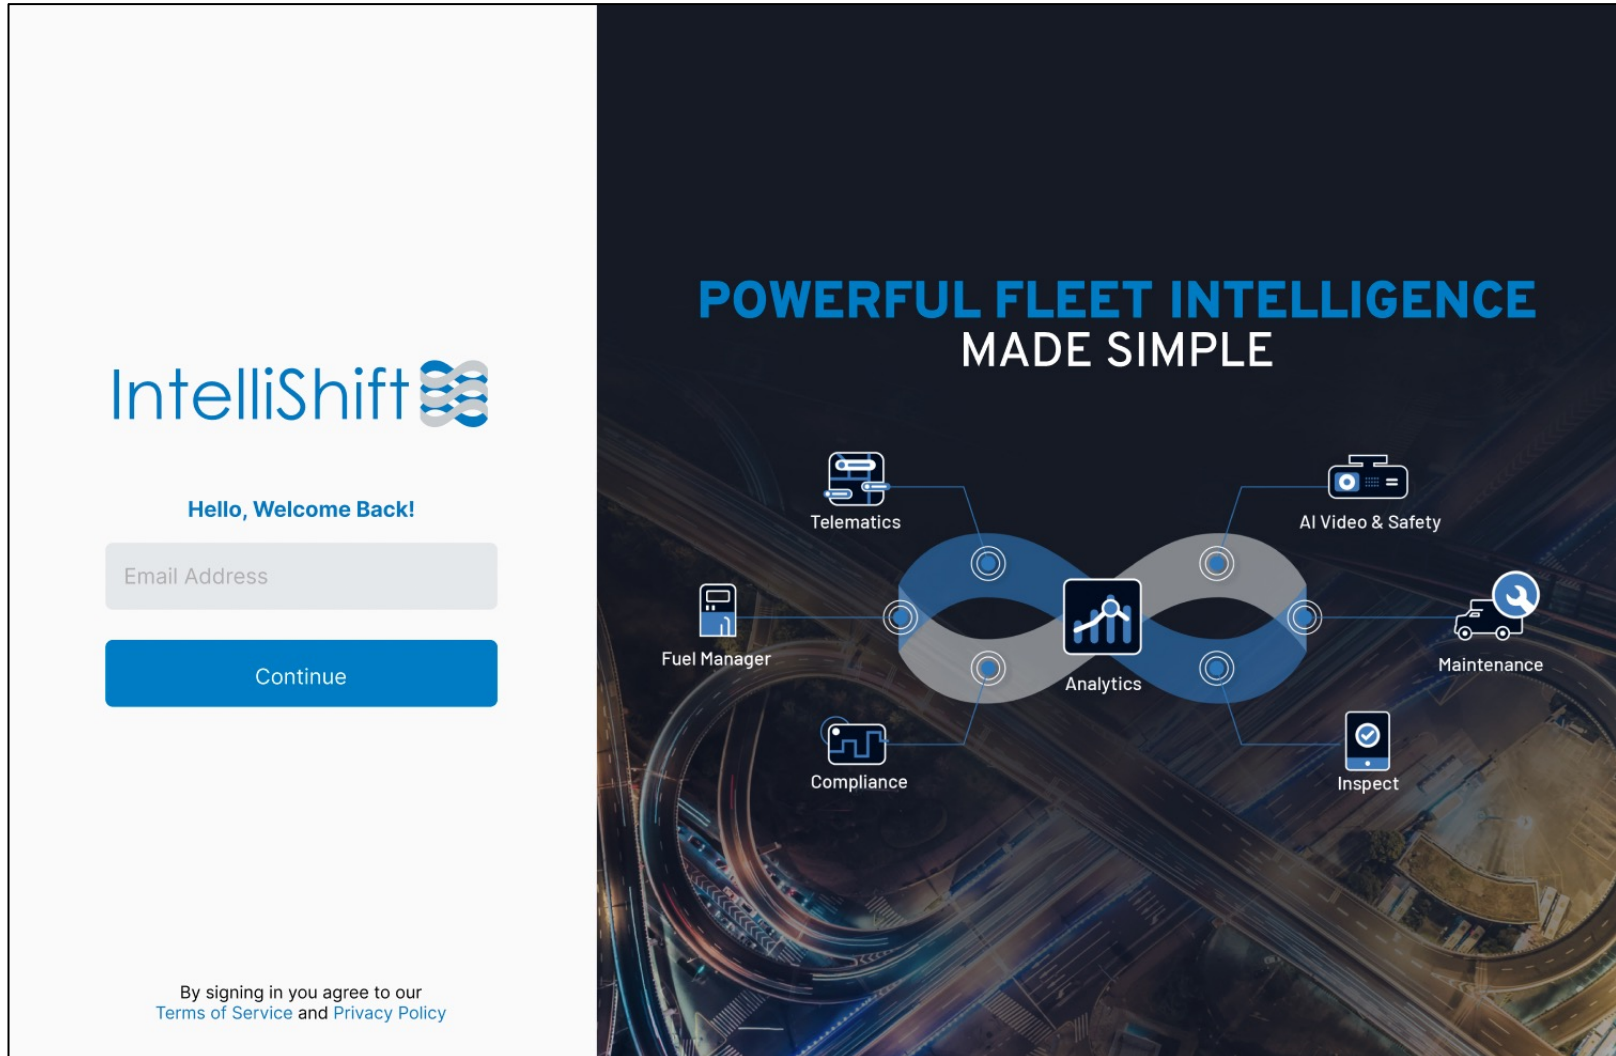 IntelliShift
Hello, Welcome Back!
Email Address
Continue
By signing in you agree to our
Terms of Service and Privacy Policy
POWERFUL FLEET INTELLIGENCE
MADE SIMPLE
Telematics
AI Video & Safety
Fuel Manager
Analytics
Maintenance
Compliance
Inspect